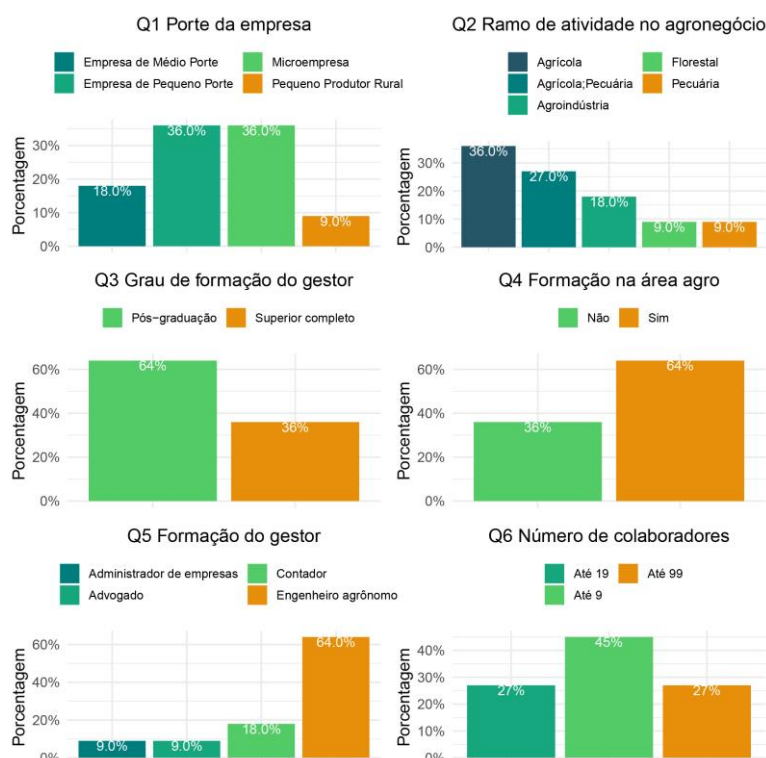 Q1 Porte da empresa
Empresa de Médio Porte
Microempresa
Empresa de Pequeno Porte
Pequeno Produtor Rural
Porcentagem
30%
20%
10%
0%
18.0%
36.0%
36.0%
9.0%
Q2 Ramo de atividade no agronegócio
Agrícola
Florestal
Agrícola;Pecuária
Pecuária
Agroindústria
Porcentagem
30%
20%
10%
0%
36.0%
27.0%
18.0%
9.0%
9.0%
Q3 Grau de formação do gestor
Pós−graduação
Superior completo
Porcentagem
60%
40%
20%
0%
64%
36%
Q4 Formação na área agro
Não
Sim
Porcentagem
60%
40%
20%
0%
36%
64%
Q5 Formação do gestor
Administrador de empresas
Contador
Advogado
Engenheiro agrônomo
Porcentagem
60%
40%
20%
0%
9.0%
9.0%
18.0%
64.0%
Q6 Número de colaboradores
Até 19
Até 99
Até 9
Porcentagem
40%
30%
20%
10%
0%
27%
45%
27%